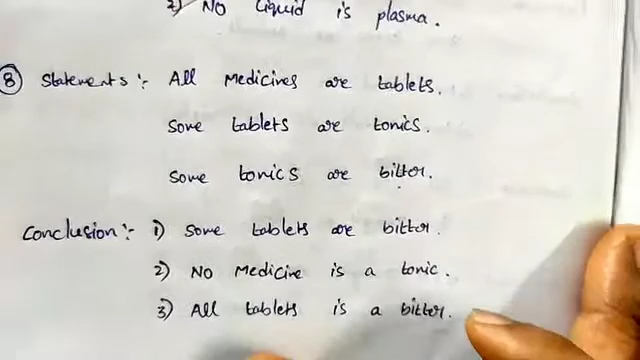 2) No Liquid is plasma.
8 Statements :- All Medicines are tablets.
Some tablets are tonics.
Some tonics are bitter.
Conclusion :- 1) Some tablets are bitter.
2) No Medicine is a tonic.
3) All tablets is a bitter.